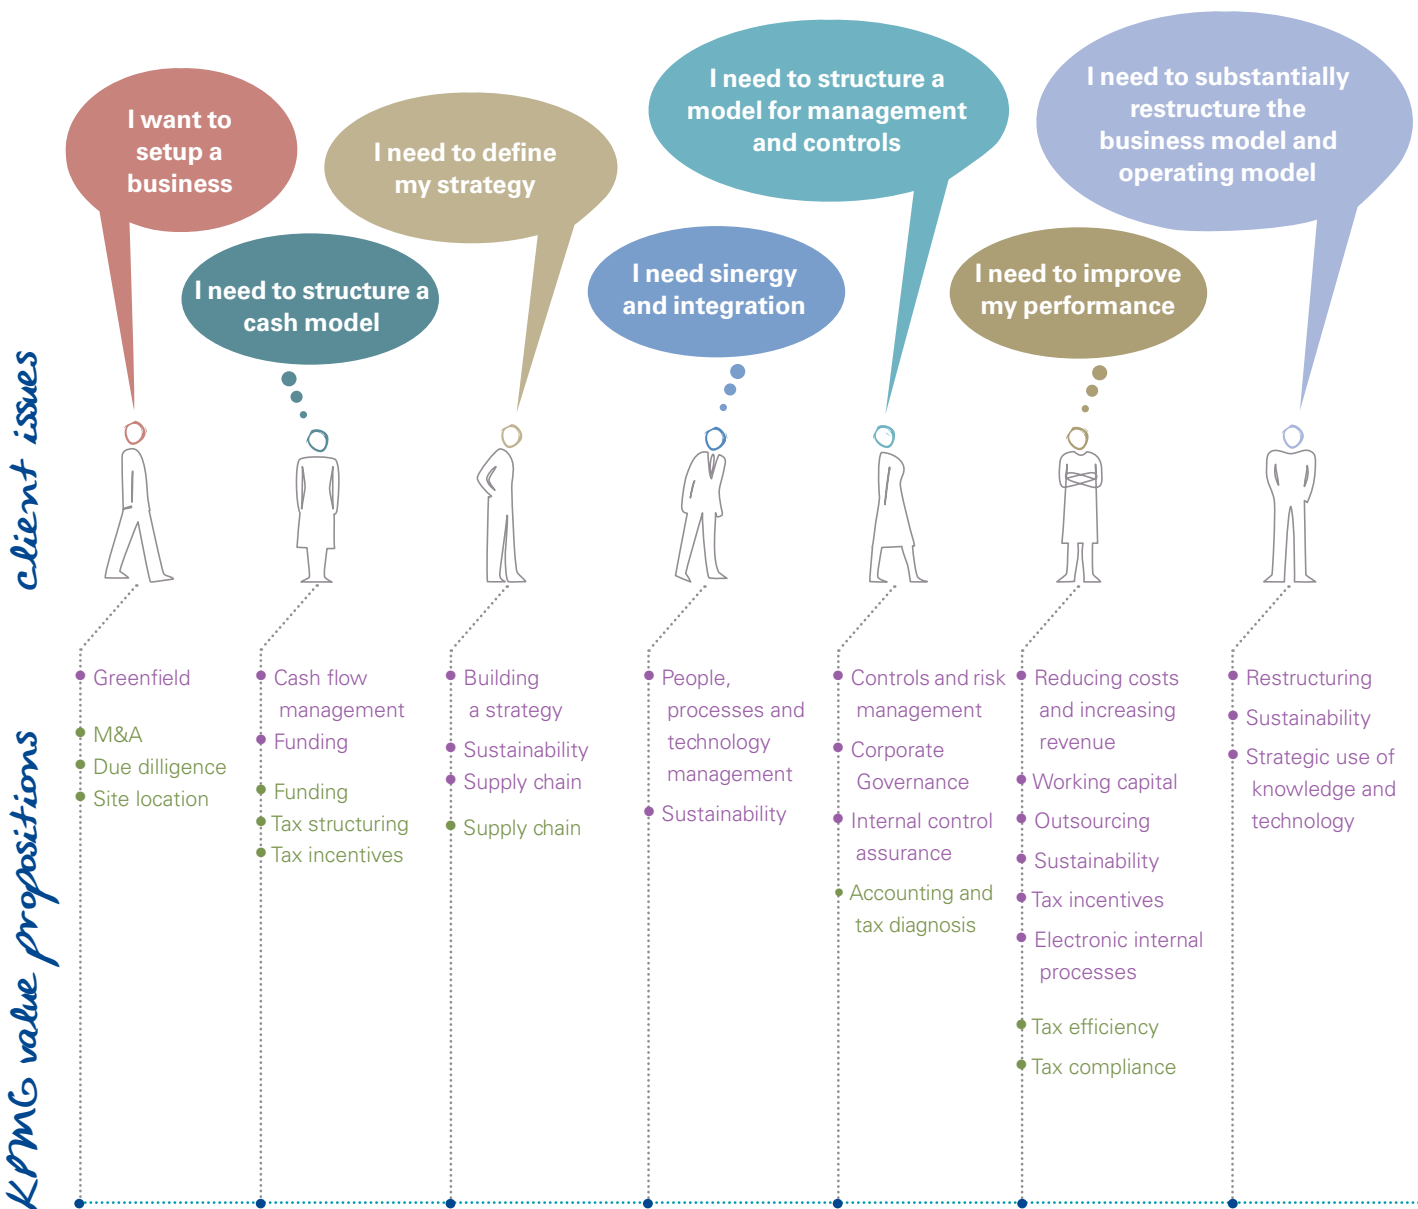 I want to
setup a
business
I need to structure a
cash model
I need to define
my strategy
I need sinergy
and integration
I need to structure a
model for management
and controls
I need to improve
my performance
I need to substantially
restructure the
business model and
operating model
client issues
KPMG value propositions
Greenfield
M&A
Due dilligence
Site location
Cash flow
management
Funding
Funding
Tax structuring
Tax incentives
Building
a strategy
Sustainability
Supply chain
Supply chain
People,
processes and
technology
management
Sustainability
Controls and risk
management
Corporate
Governance
Internal control
assurance
Accounting and
tax diagnosis
Reducing costs
and increasing
revenue
Working capital
Outsourcing
Sustainability
Tax incentives
Electronic internal
processes
Tax efficiency
Tax compliance
Restructuring
Sustainability
Strategic use of
knowledge and
technology